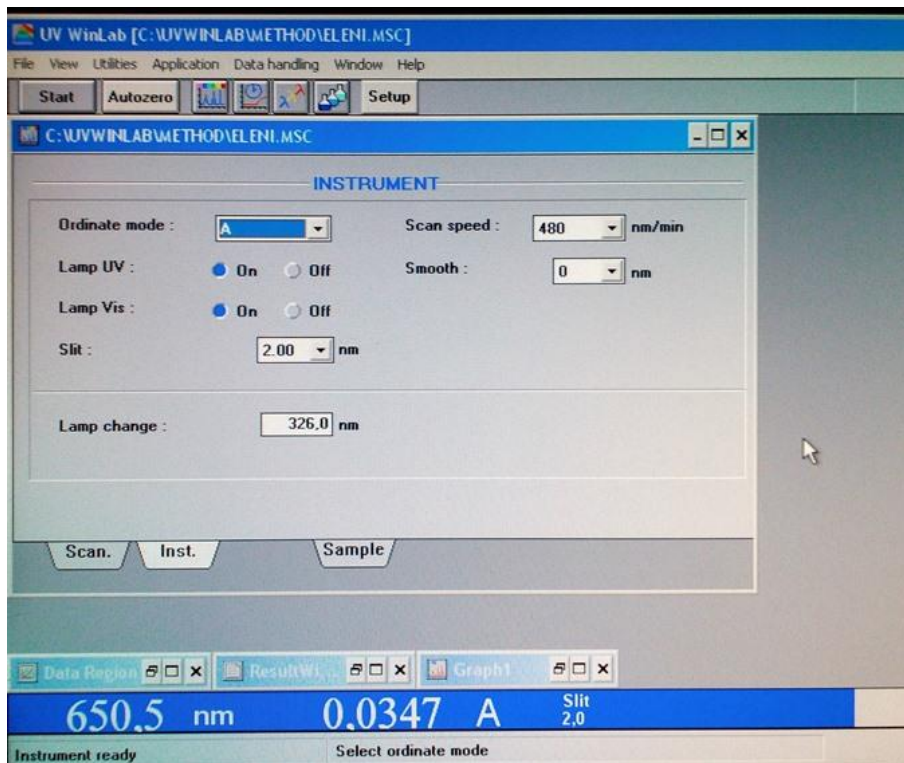 UV WinLab [C:\UVWINLAB\METHOD\ELENI.MSC]
File View Utilities Application Data handling Window Help
Start Autozero Setup
C:\UVWINLAB\METHOD\ELENI.MSC
INSTRUMENT
Ordinate mode : A Scan speed : 480 nm/min
Lamp UV : On Off Smooth : 0 nm
Lamp Vis : On Off
Slit : 2.00 nm
Lamp change : 326,0 nm
Scan. Inst. Sample
Data Region ResultWi... Graph1
650,5 nm 0,0347 A Slit
2,0
Instrument ready Select ordinate mode